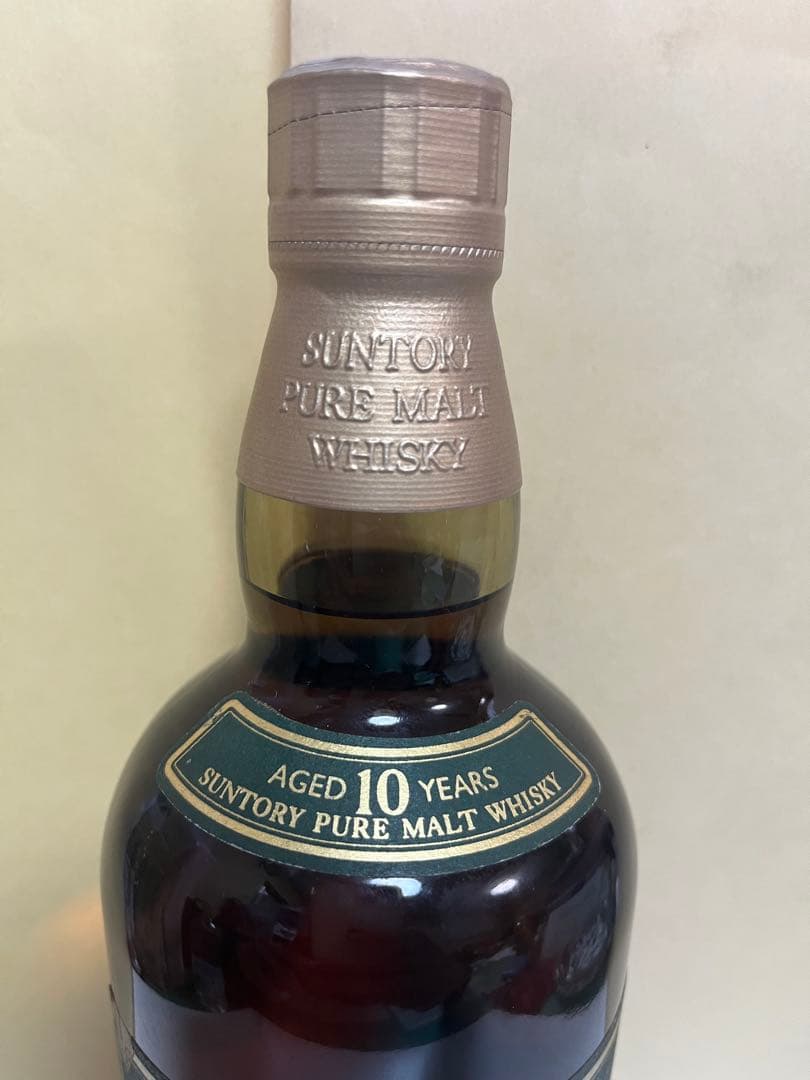 SUNTORY
PURE MALT
WHISKY
AGED 10 YEARS
SUNTORY PURE MALT WHISKY